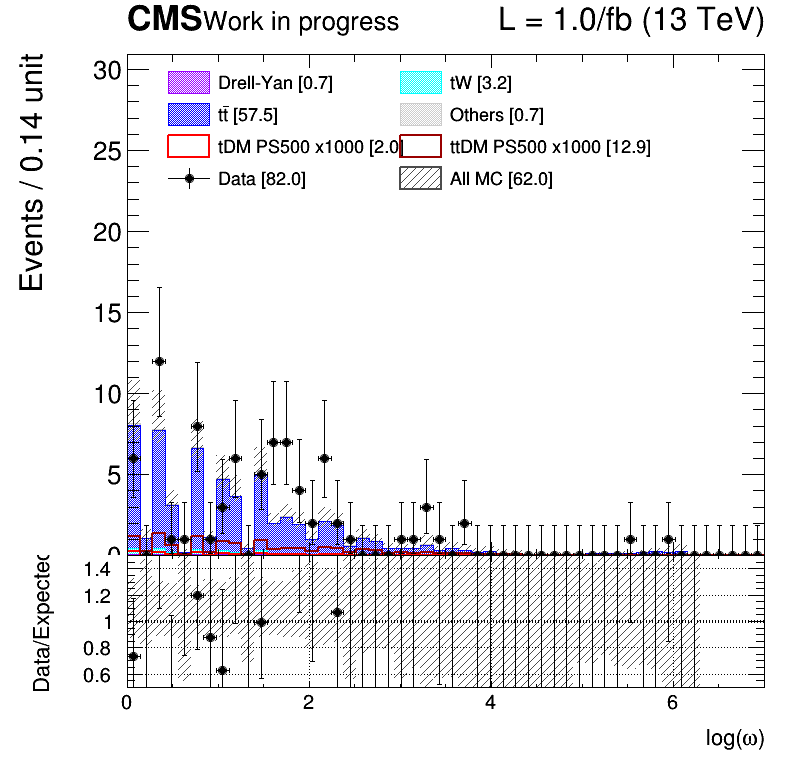 CMS Work in progress L = 1.0/fb (13 TeV)
Events / 0.14 unit
30
25
20
15
10
5
0
Drell-Yan [0.7] tW [3.2]
tt̄ [57.5] Others [0.7]
tDM PS500 x1000 [2.0 ttDM PS500 x1000 [12.9]
Data [82.0] All MC [62.0]
Data/Expected
1.4
1.2
1
0.8
0.6
0 2 4 6
log(ω)